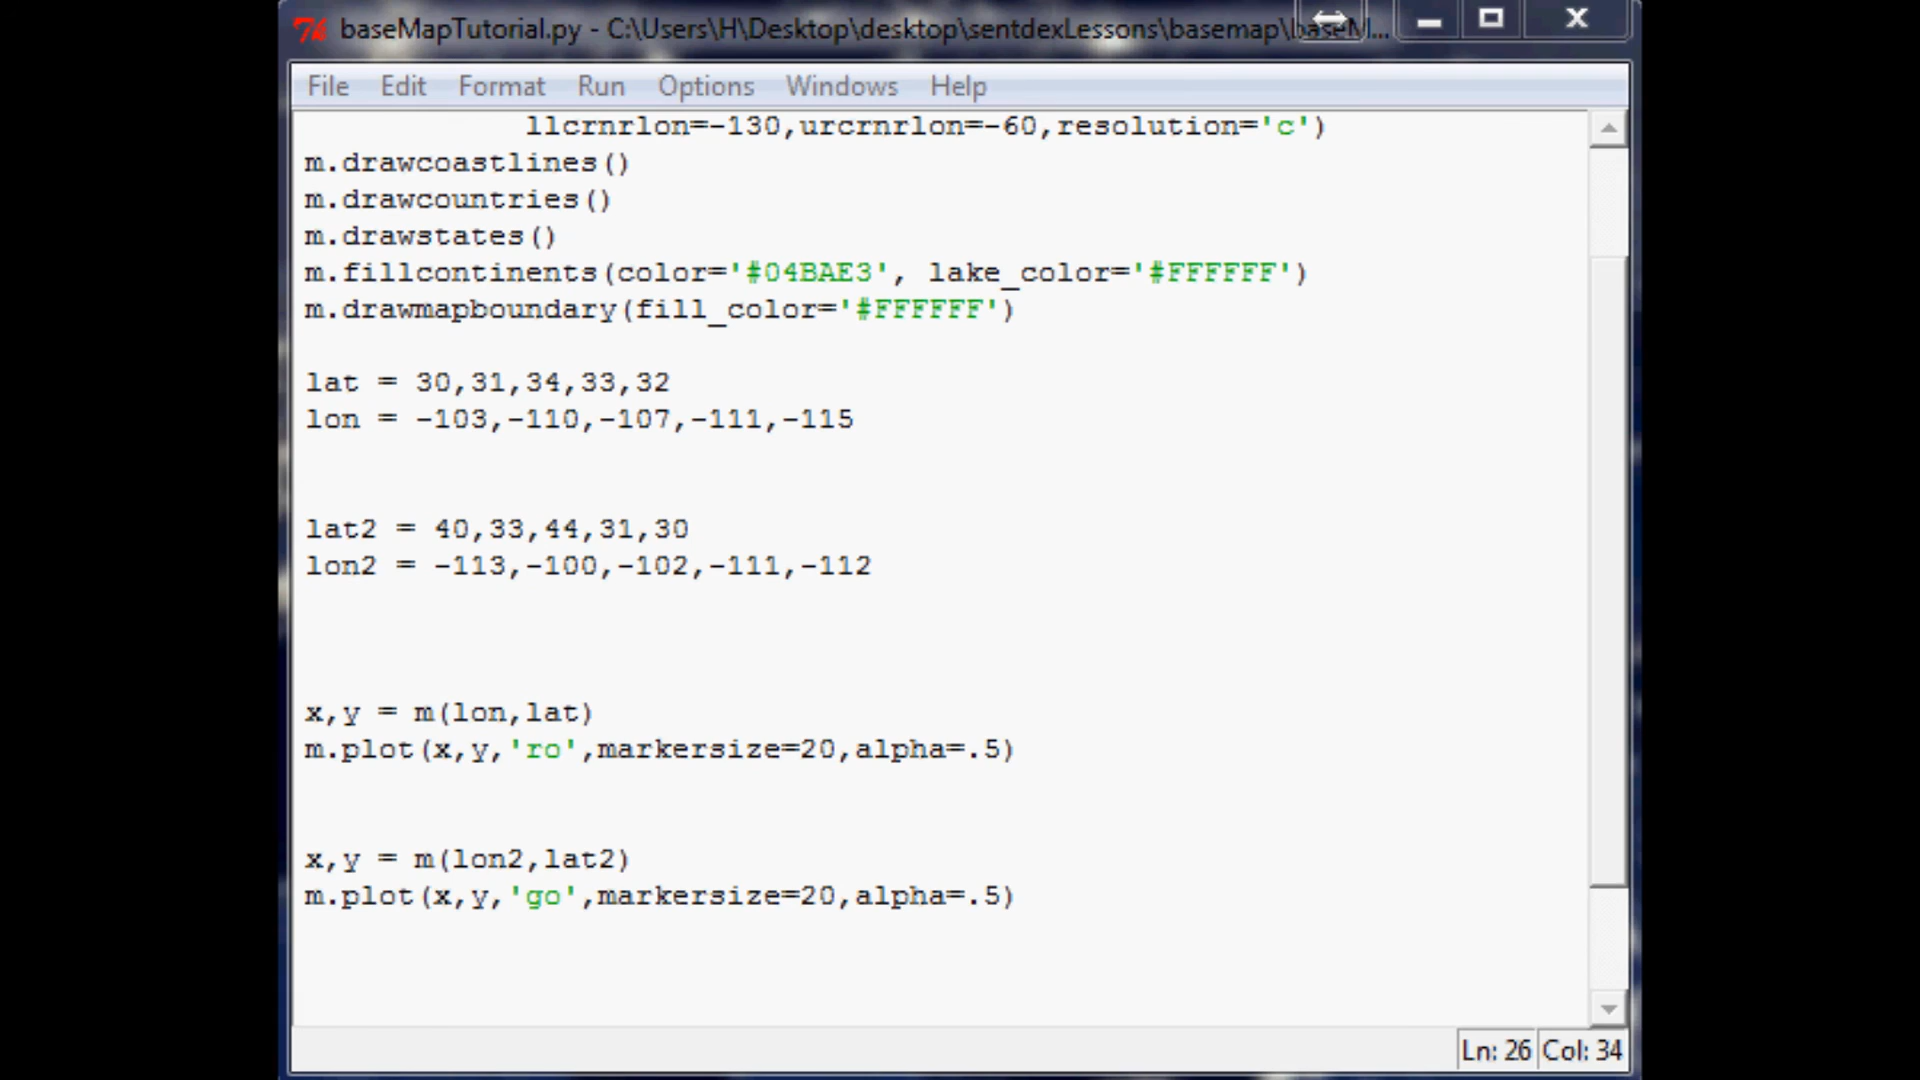 baseMapTutorial.py - C:\Users\H\Desktop\desktop\sentdexLessons\basemap\baseM...
File Edit Format Run Options Windows Help
llcrnrlon=-130,urcrnrlon=-60,resolution='c')
m.drawcoastlines()
m.drawcountries()
m.drawstates()
m.fillcontinents(color='#04BAE3', lake_color='#FFFFFF')
m.drawmapboundary(fill_color='#FFFFFF')
lat = 30,31,34,33,32
lon = -103,-110,-107,-111,-115
lat2 = 40,33,44,31,30
lon2 = -113,-100,-102,-111,-112
x,y = m(lon,lat)
m.plot(x,y,'ro',markersize=20,alpha=.5)
x,y = m(lon2,lat2)
m.plot(x,y,'go',markersize=20,alpha=.5)
Ln: 26 Col: 34